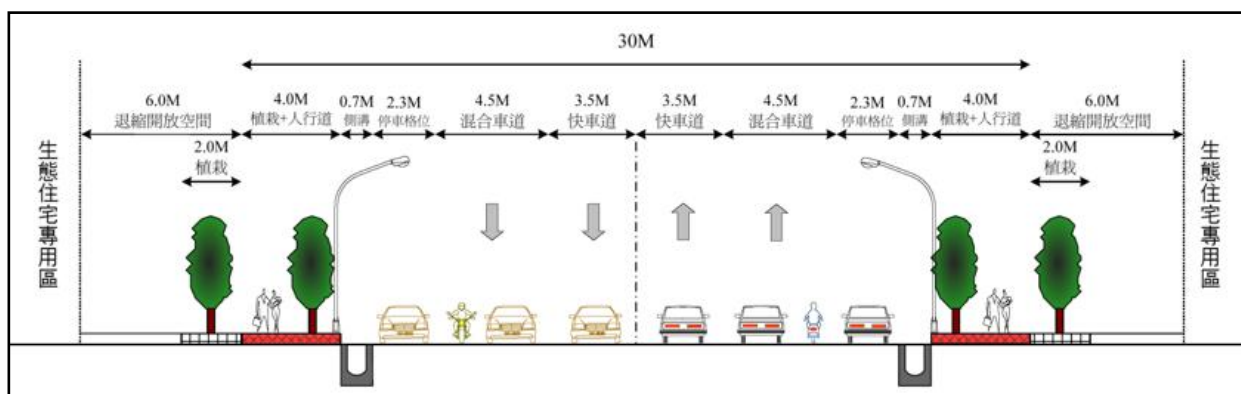 30M
6.0M
退縮開放空間
4.0M
植栽+人行道
0.7M
側溝
2.3M
停車格位
4.5M
混合車道
3.5M
快車道
3.5M
快車道
4.5M
混合車道
2.3M
停車格位
0.7M
側溝
4.0M
植栽+人行道
6.0M
退縮開放空間
2.0M
植栽
2.0M
植栽
生態住宅專用區
生態住宅專用區